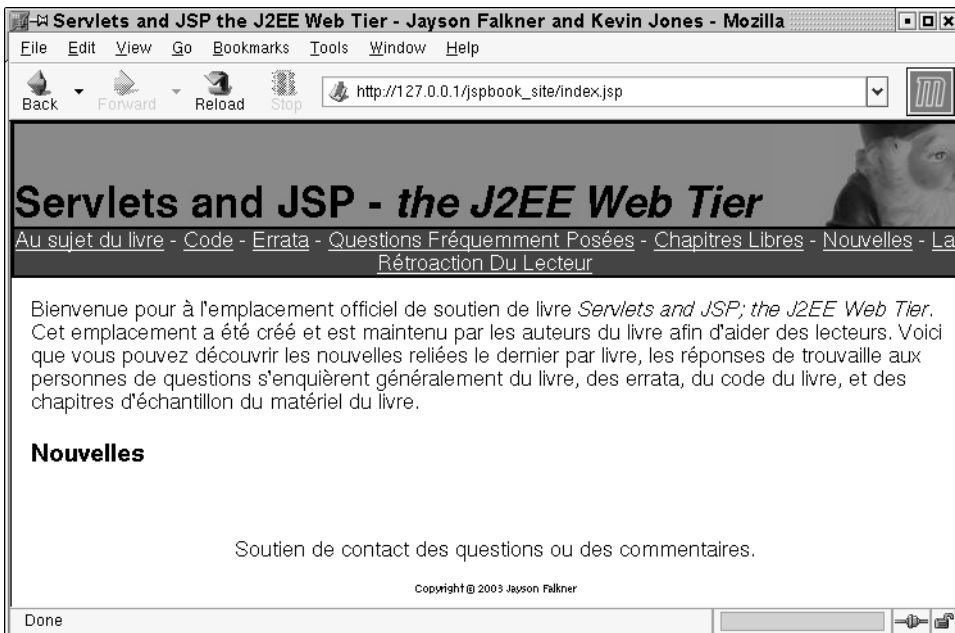 Servlets and JSP the J2EE Web Tier - Jayson Falkner and Kevin Jones - Mozilla
File Edit View Go Bookmarks Tools Window Help
Back Forward Reload Stop http://127.0.0.1/jspbook_site/index.jsp
Servlets and JSP - the J2EE Web Tier
Au sujet du livre - Code - Errata - Questions Fréquemment Posées - Chapitres Libres - Nouvelles - La
Rétroaction Du Lecteur
Bienvenue pour à l'emplacement officiel de soutien de livre Servlets and JSP; the J2EE Web Tier.
Cet emplacement a été créé et est maintenu par les auteurs du livre afin d'aider des lecteurs. Voici
que vous pouvez découvrir les nouvelles reliées le dernier par livre, les réponses de trouvaille aux
personnes de questions s'enquièrent généralement du livre, des errata, du code du livre, et des
chapitres d'échantillon du matériel du livre.
Nouvelles
Soutien de contact des questions ou des commentaires.
Copyright © 2003 Jayson Falkner
Done